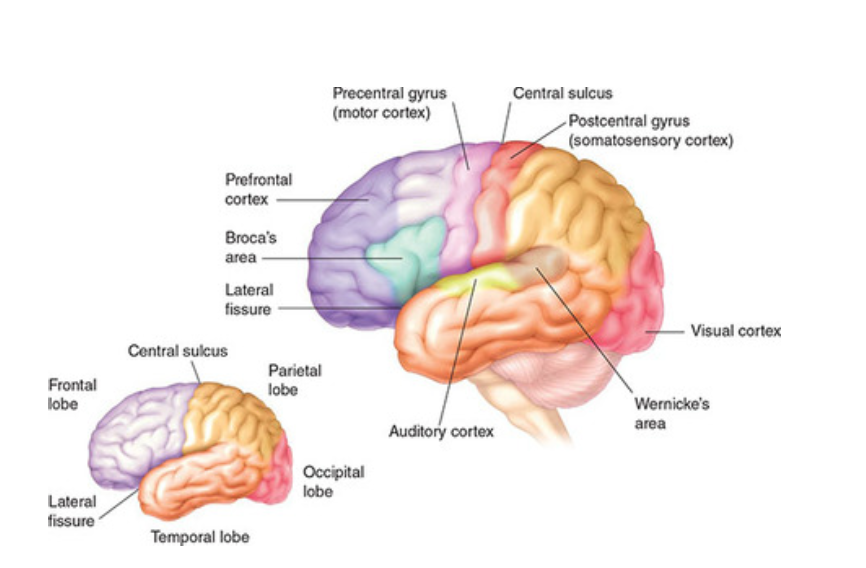 Precentral gyrus
(motor cortex)
Central sulcus
Postcentral gyrus
(somatosensory cortex)
Prefrontal
cortex
Broca's
area
Lateral
fissure
Visual cortex
Wernicke's
area
Auditory cortex
Central sulcus
Frontal
lobe
Parietal
lobe
Occipital
lobe
Lateral
fissure
Temporal lobe